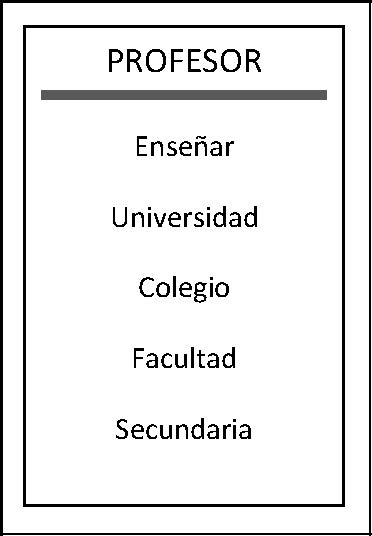 PROFESOR
Enseñar
Universidad
Colegio
Facultad
Secundaria